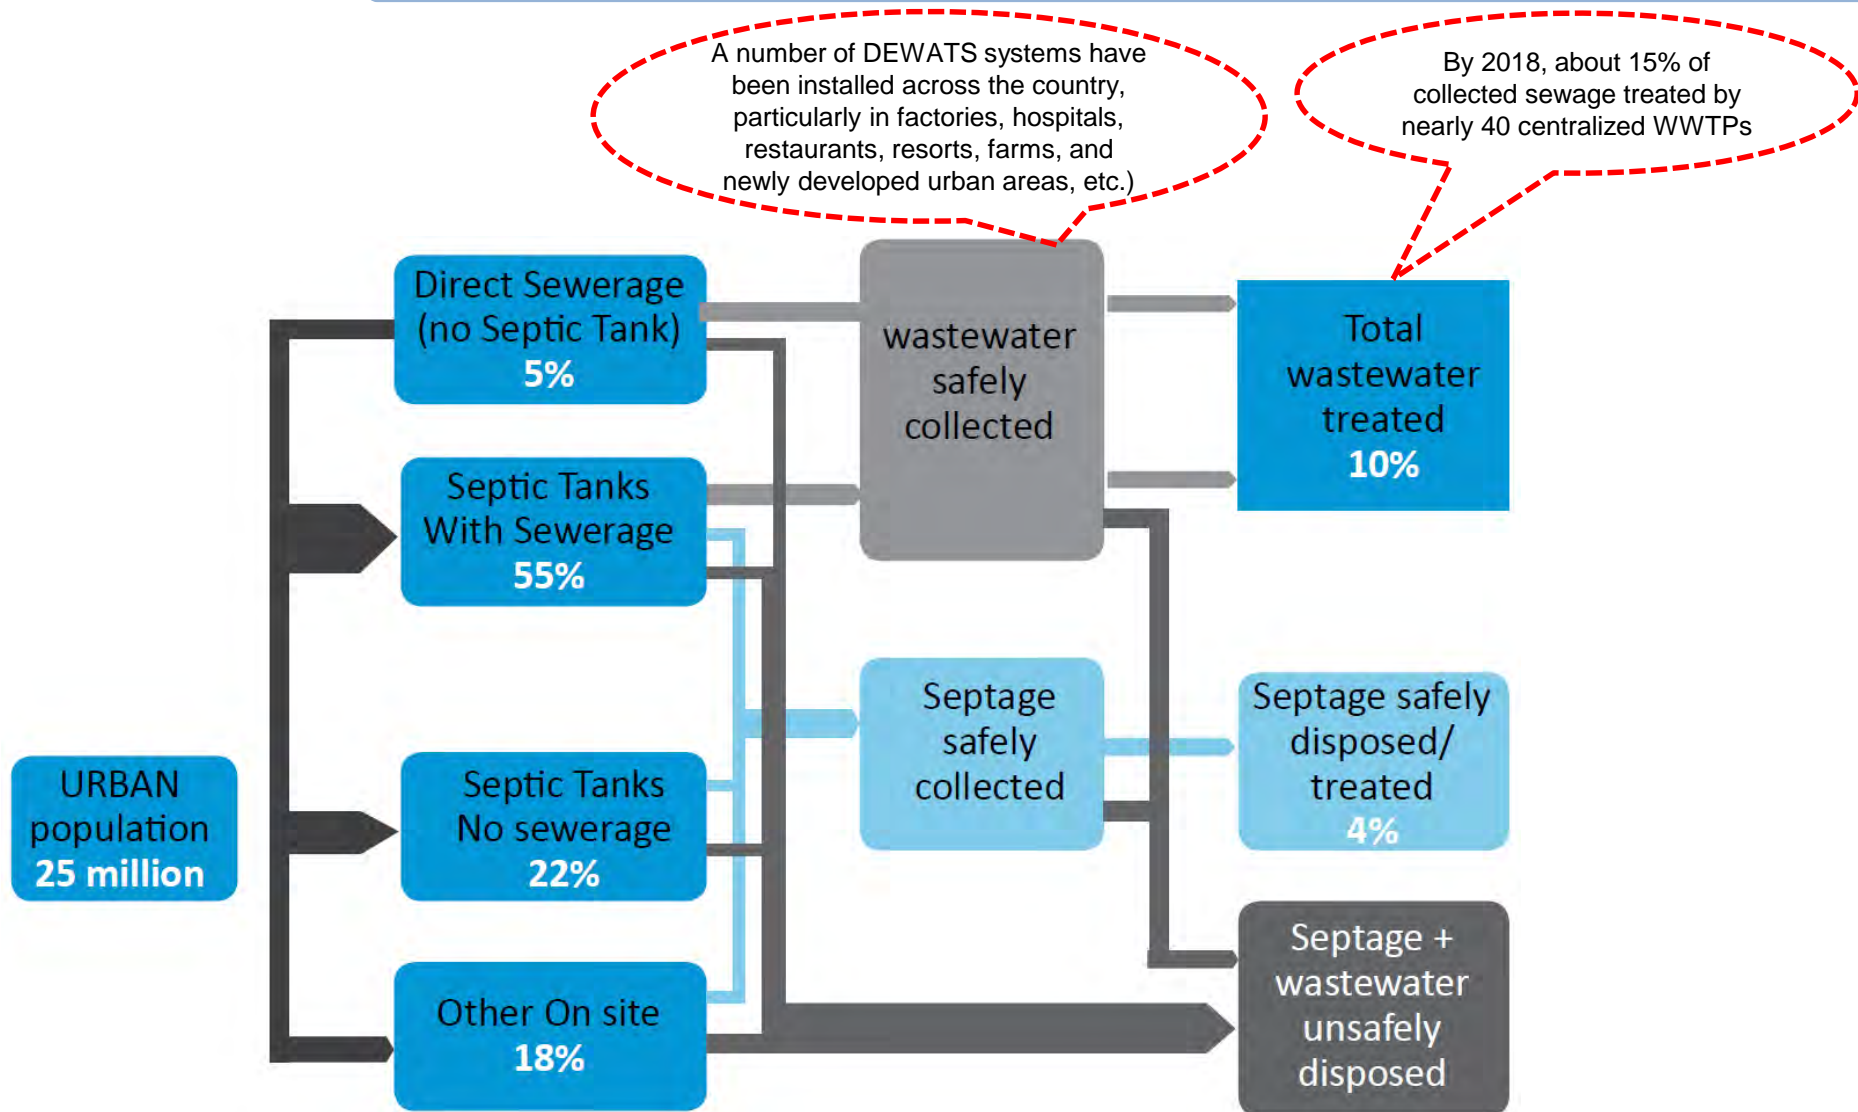 A number of DEWATS systems have
been installed across the country,
particularly in factories, hospitals,
restaurants, resorts, farms, and
newly developed urban areas, etc.)
By 2018, about 15% of
collected sewage treated by
nearly 40 centralized WWTPs
Direct Sewerage
(no Septic Tank)
5%
wastewater
safely
collected
Total
wastewater
treated
10%
Septic Tanks
With Sewerage
55%
Septage
safely
collected
Septage safely
disposed/
treated
4%
URBAN
population
25 million
Septic Tanks
No sewerage
22%
Other On site
18%
Septage +
wastewater
unsafely
disposed